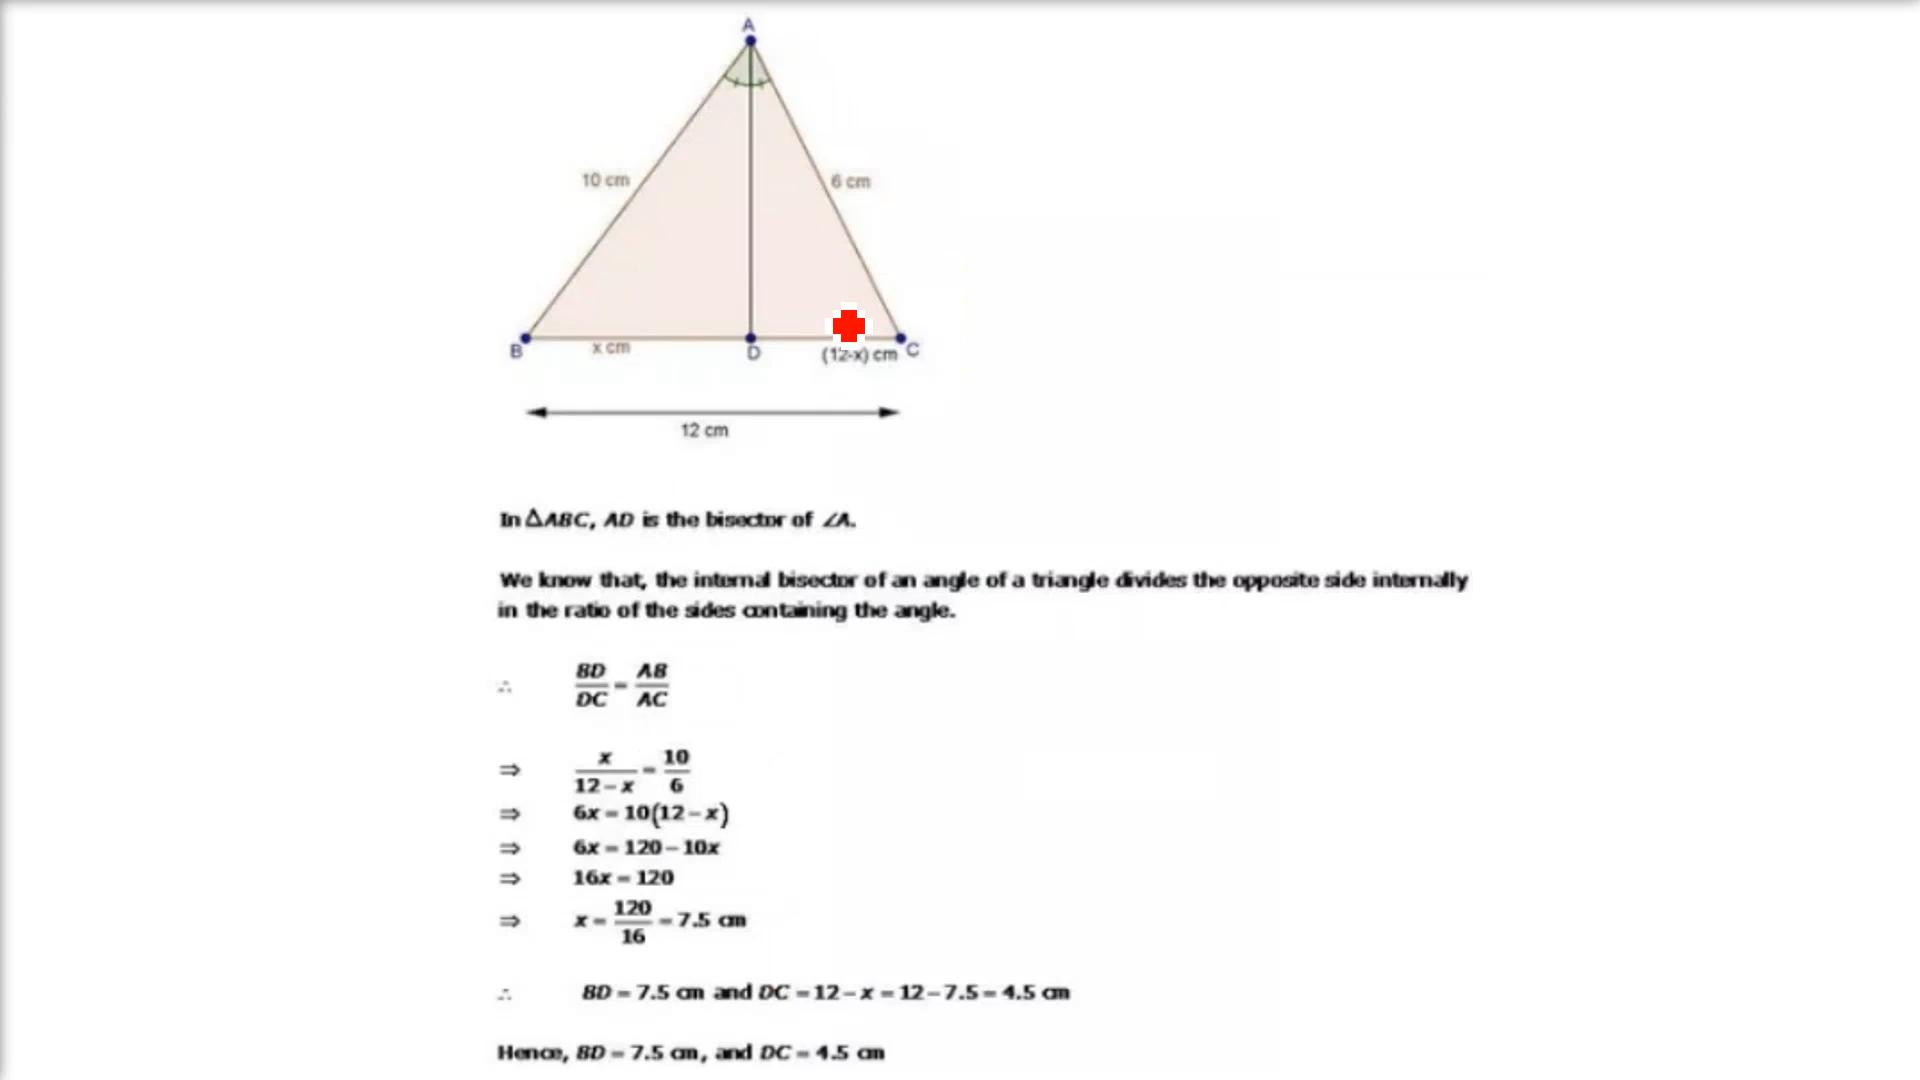 A
10 cm
6 cm
B
x cm
D
(12-x) cm
C
12 cm
In △ABC, AD is the bisector of ∠A.
We know that, the internal bisector of an angle of a triangle divides the opposite side internally
in the ratio of the sides containing the angle.
∴ BD/DC = AB/AC
⇒ x/(12 – x) = 10/6
⇒ 6x = 10(12 – x)
⇒ 6x = 120 – 10x
⇒ 16x = 120
⇒ x = 120/16 = 7.5 cm
∴ BD = 7.5 cm and DC = 12 – x = 12 – 7.5 = 4.5 cm
Hence, BD = 7.5 cm, and DC = 4.5 cm